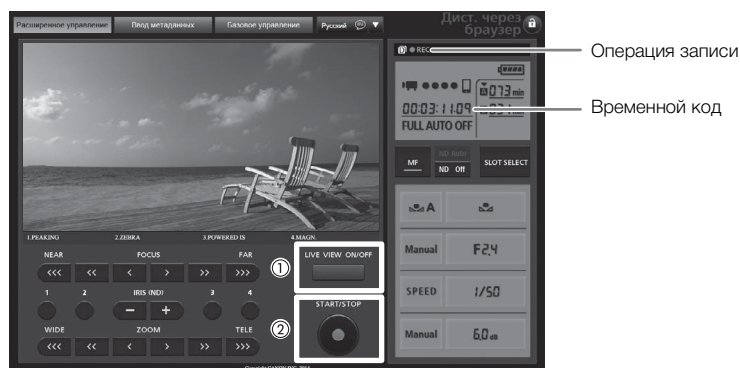 Расширенное управление
Ввод метаданных
Базовое управление
Русский
Дист. через
браузер
REC
Операция записи
073 min
00:03:11:09
Временной код
FULL AUTO OFF
MF
ND Auto
ND Off
SLOT SELECT
A
1.PEAKING
2.ZEBRA
3.POWERED IS
4.MAGN.
NEAR
FOCUS
FAR
<<<
<<
<
>
>>
>>>
①
LIVE VIEW ON/OFF
Manual
F2.4
1
2
IRIS (ND)
3
4
−
+
SPEED
1/50
WIDE
ZOOM
TELE
<<<
<<
<
>
>>
>>>
②
START/STOP
Manual
6.0 dB